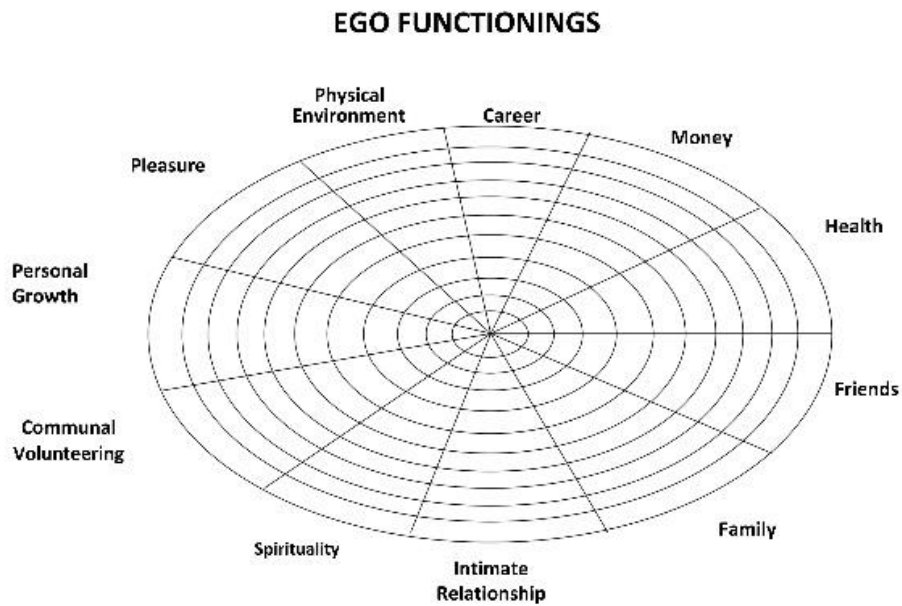 EGO FUNCTIONINGS
Physical
Environment
Career
Money
Pleasure
Health
Personal
Growth
Friends
Communal
Volunteering
Family
Spirituality
Intimate
Relationship